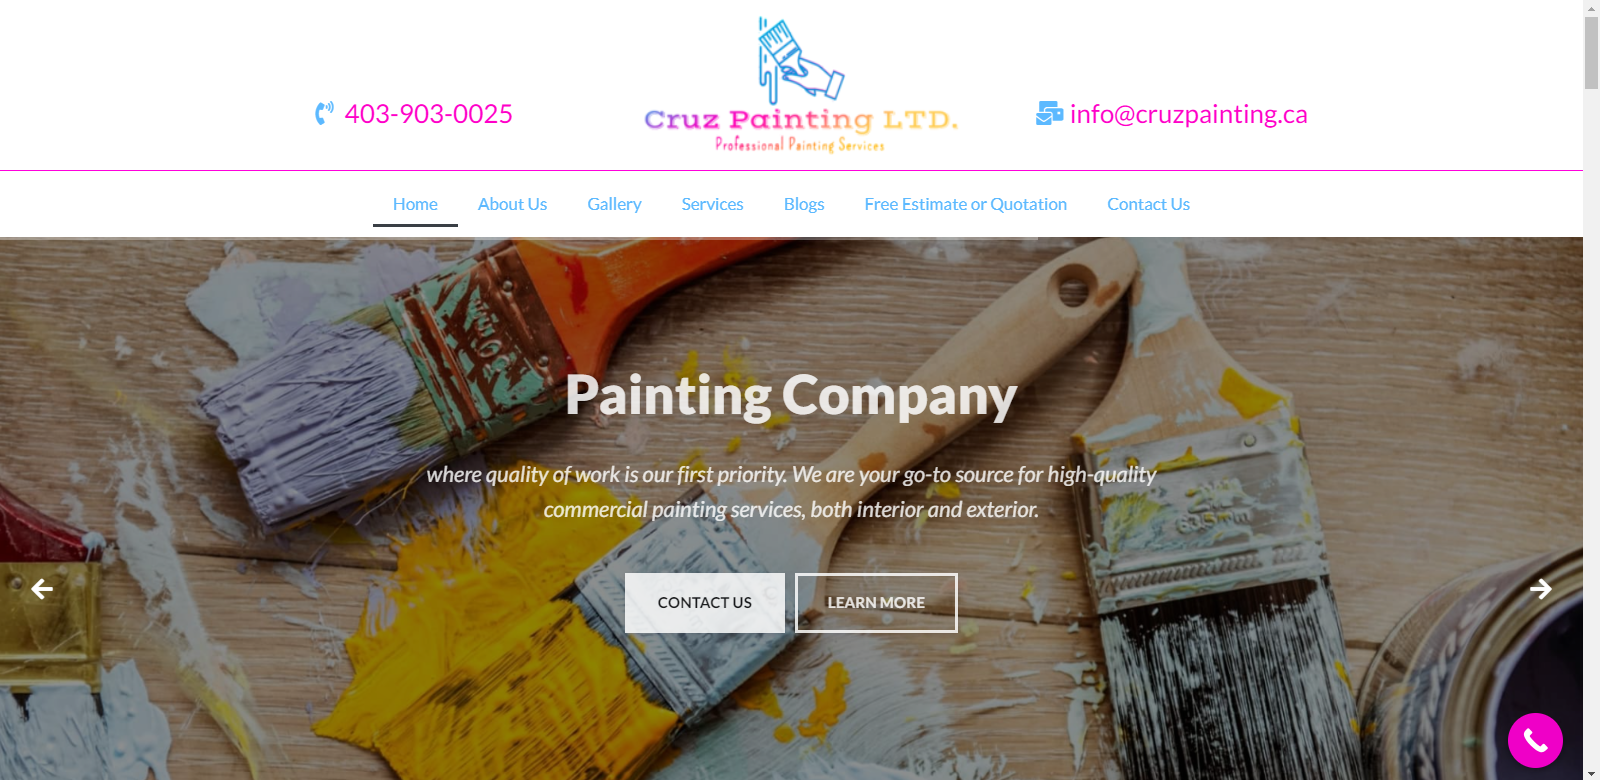 403-903-0025
Cruz Painting LTD.
Professional Painting Services
info@cruzpainting.ca
Home
About Us
Gallery
Services
Blogs
Free Estimate or Quotation
Contact Us
Painting Company
where quality of work is our first priority. We are your go-to source for high-quality
commercial painting services, both interior and exterior.
CONTACT US
LEARN MORE